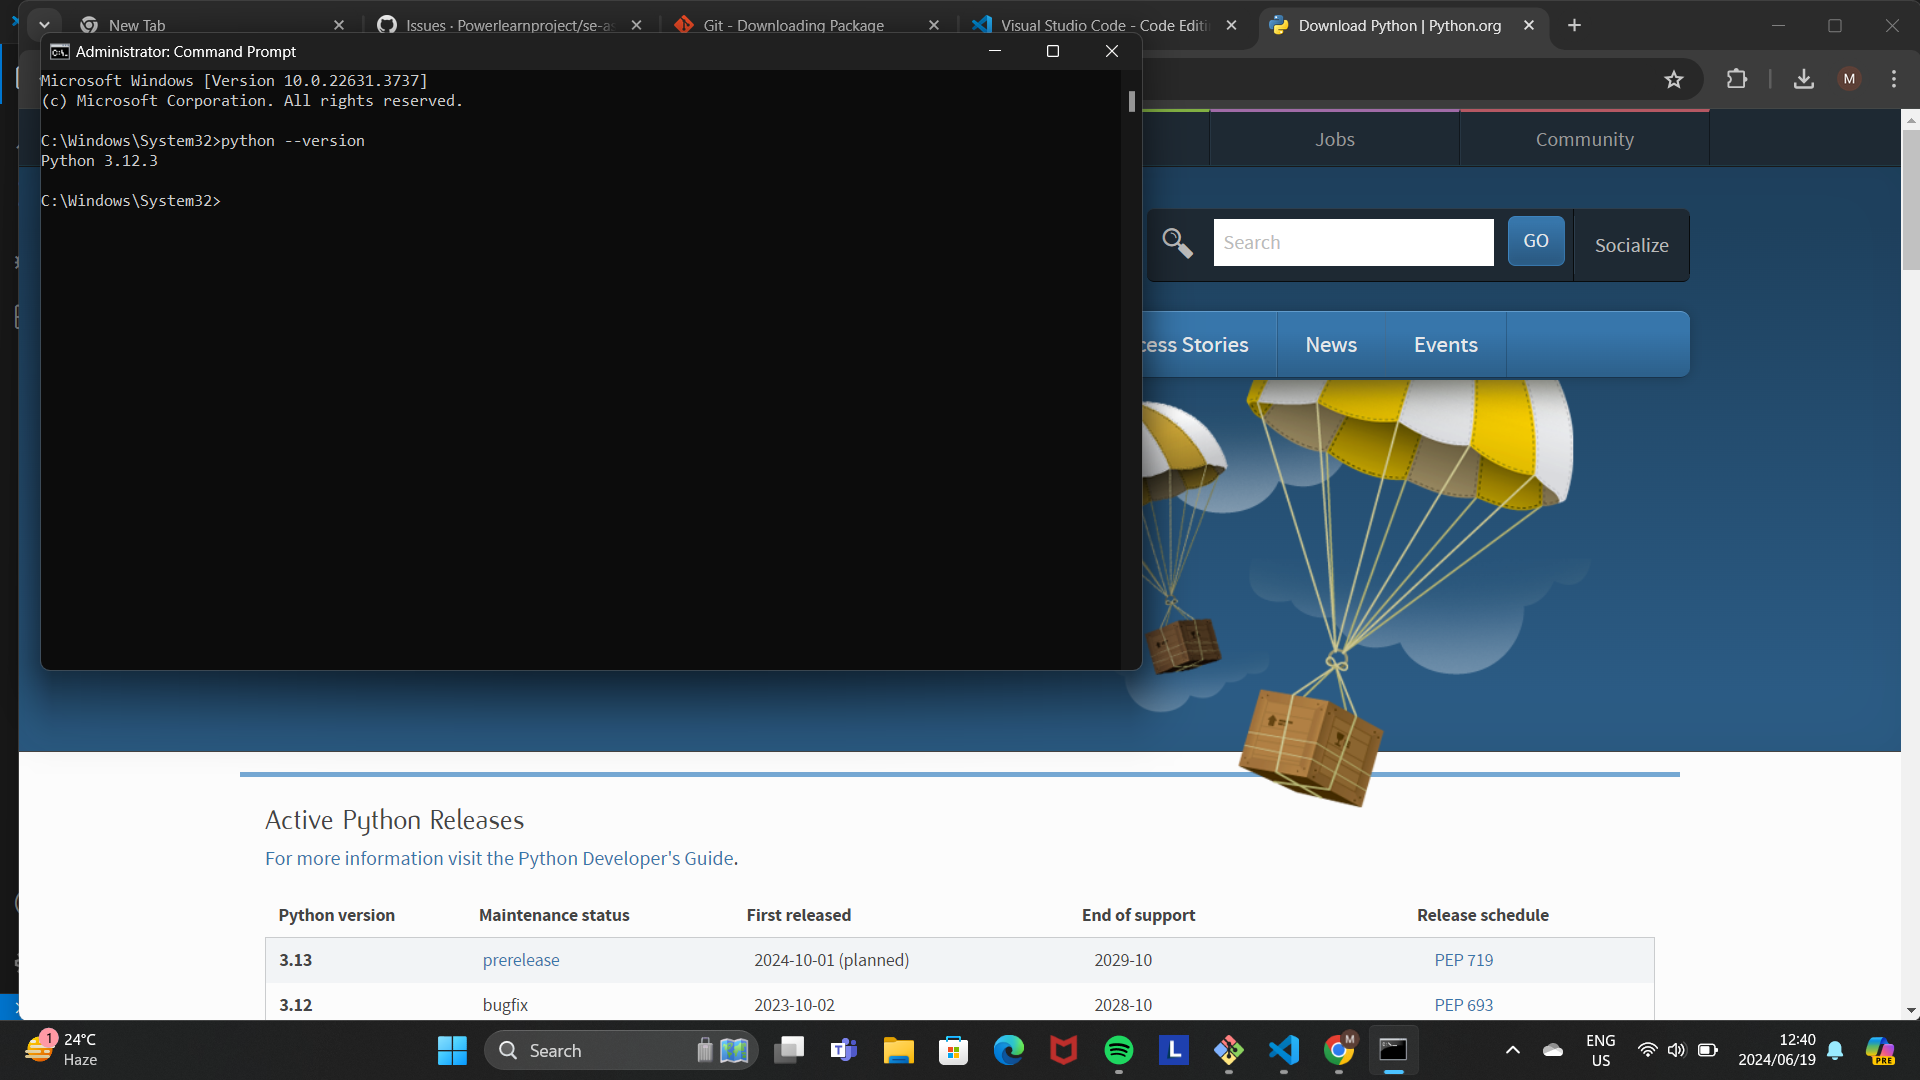 New Tab
Issues · Powerlearnproject/se-as
Git - Downloading Package
Visual Studio Code - Code Editi
Download Python | Python.org
Administrator: Command Prompt
M
Microsoft Windows [Version 10.0.22631.3737]
(c) Microsoft Corporation. All rights reserved.
C:\Windows\System32>python --version
Python 3.12.3
C:\Windows\System32>
Jobs
Community
Search
GO
Socialize
cess Stories
News
Events
Active Python Releases
For more information visit the Python Developer's Guide.
Python version Maintenance status First released End of support Release schedule
3.13 prerelease 2024-10-01 (planned) 2029-10 PEP 719
3.12 bugfix 2023-10-02 2028-10 PEP 693
1
24°C
Haze
Search
L
M
ENG
US
12:40
2024/06/19
PRE